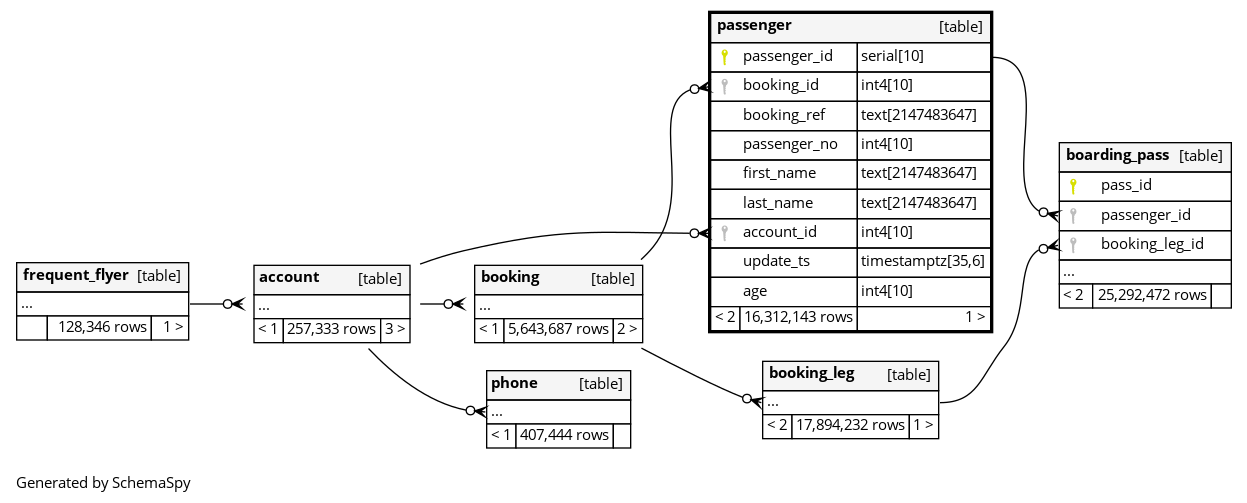 passenger [table]
passenger_id serial[10]
booking_id int4[10]
booking_ref text[2147483647]
passenger_no int4[10]
first_name text[2147483647]
last_name text[2147483647]
account_id int4[10]
update_ts timestamptz[35,6]
age int4[10]
< 2 16,312,143 rows 1 >
boarding_pass [table]
pass_id
passenger_id
booking_leg_id
...
< 2 25,292,472 rows
frequent_flyer [table]
...
128,346 rows 1 >
account [table]
...
< 1 257,333 rows 3 >
booking [table]
...
< 1 5,643,687 rows 2 >
phone [table]
...
< 1 407,444 rows
booking_leg [table]
...
< 2 17,894,232 rows 1 >
Generated by SchemaSpy